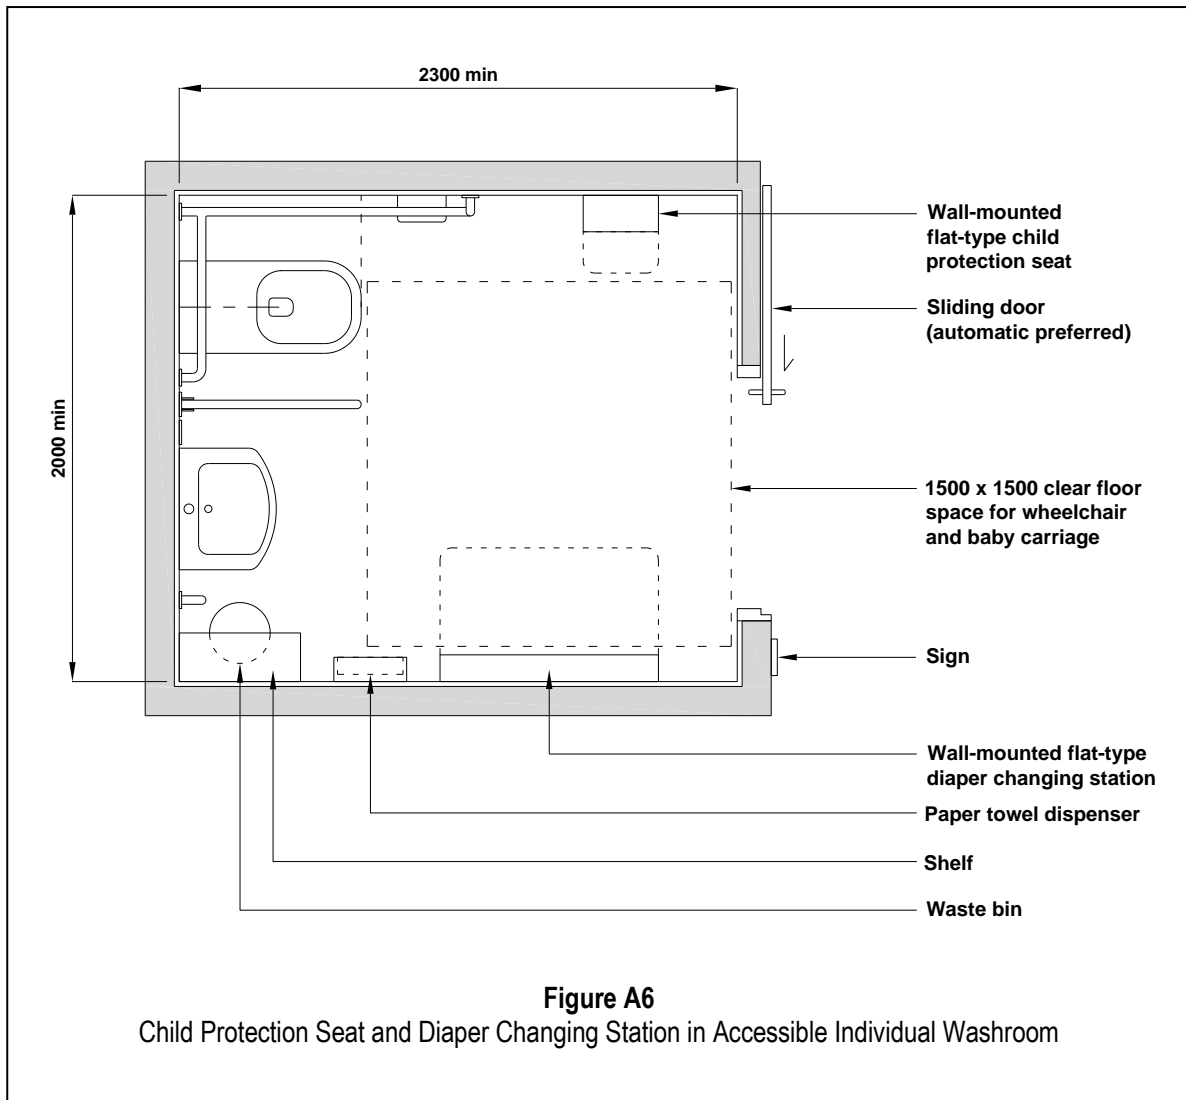 2300 min
Wall-mounted
flat-type child
protection seat
Sliding door
(automatic preferred)
2000 min
1500 x 1500 clear floor
space for wheelchair
and baby carriage
Sign
Wall-mounted flat-type
diaper changing station
Paper towel dispenser
Shelf
Waste bin
Figure A6
Child Protection Seat and Diaper Changing Station in Accessible Individual Washroom